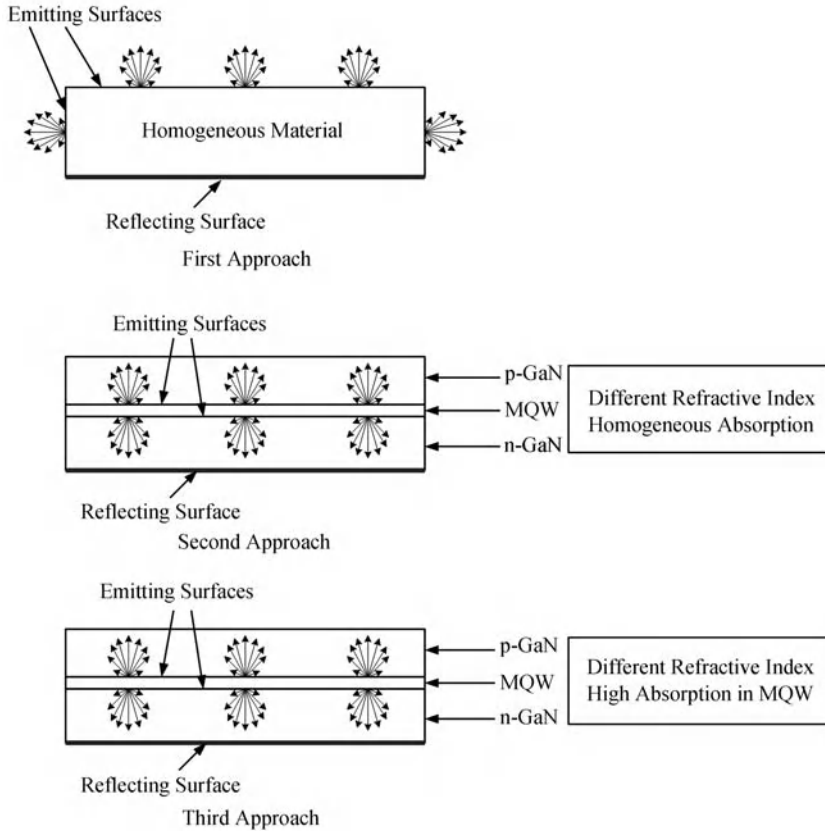 Emitting Surfaces
Homogeneous Material
Reflecting Surface
First Approach
Emitting Surfaces
p-GaN
MQW
n-GaN
Different Refractive Index
Homogeneous Absorption
Reflecting Surface
Second Approach
Emitting Surfaces
p-GaN
MQW
n-GaN
Different Refractive Index
High Absorption in MQW
Reflecting Surface
Third Approach